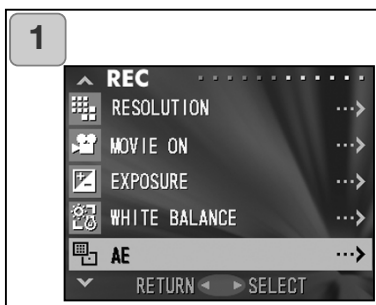 1
REC
RESOLUTION
MOVIE ON
EXPOSURE
WHITE BALANCE
AE
RETURN SELECT